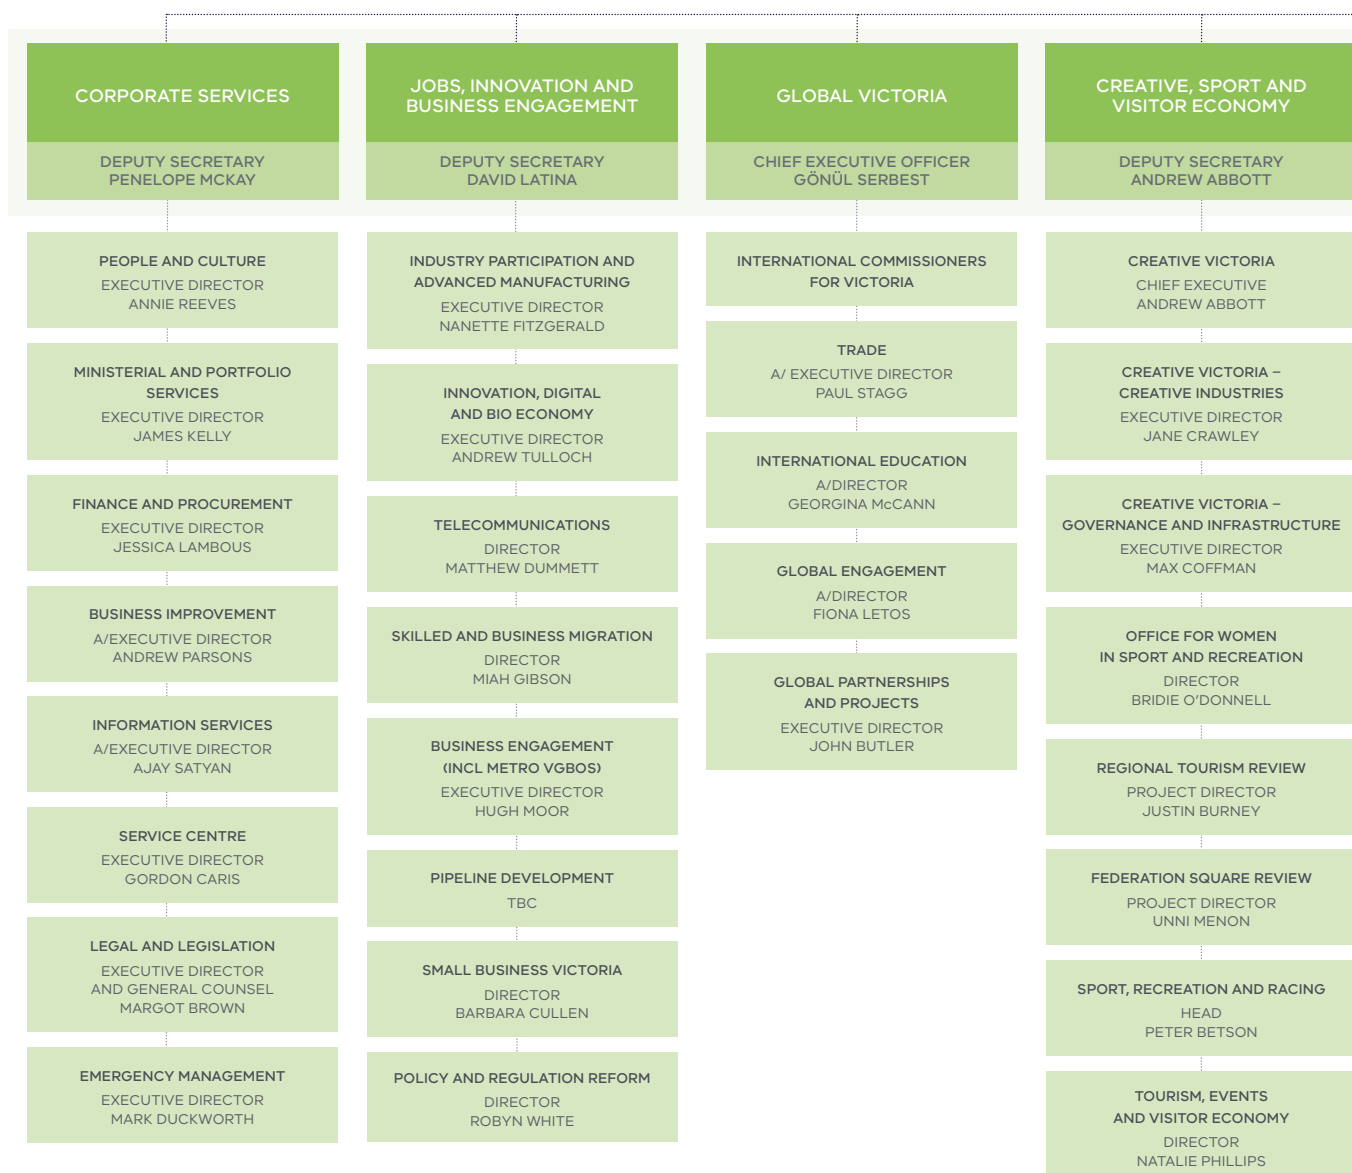 CORPORATE SERVICES
DEPUTY SECRETARY
PENELOPE MCKAY
PEOPLE AND CULTURE
EXECUTIVE DIRECTOR
ANNIE REEVES
MINISTERIAL AND PORTFOLIO
SERVICES
EXECUTIVE DIRECTOR
JAMES KELLY
FINANCE AND PROCUREMENT
EXECUTIVE DIRECTOR
JESSICA LAMBOUS
BUSINESS IMPROVEMENT
A/EXECUTIVE DIRECTOR
ANDREW PARSONS
INFORMATION SERVICES
A/EXECUTIVE DIRECTOR
AJAY SATYAN
SERVICE CENTRE
EXECUTIVE DIRECTOR
GORDON CARIS
LEGAL AND LEGISLATION
EXECUTIVE DIRECTOR
AND GENERAL COUNSEL
MARGOT BROWN
EMERGENCY MANAGEMENT
EXECUTIVE DIRECTOR
MARK DUCKWORTH
JOBS, INNOVATION AND
BUSINESS ENGAGEMENT
DEPUTY SECRETARY
DAVID LATINA
INDUSTRY PARTICIPATION AND
ADVANCED MANUFACTURING
EXECUTIVE DIRECTOR
NANETTE FITZGERALD
INNOVATION, DIGITAL
AND BIO ECONOMY
EXECUTIVE DIRECTOR
ANDREW TULLOCH
TELECOMMUNICATIONS
DIRECTOR
MATTHEW DUMMETT
SKILLED AND BUSINESS MIGRATION
DIRECTOR
MIAH GIBSON
BUSINESS ENGAGEMENT
(INCL METRO VGBOS)
EXECUTIVE DIRECTOR
HUGH MOOR
PIPELINE DEVELOPMENT
TBC
SMALL BUSINESS VICTORIA
DIRECTOR
BARBARA CULLEN
POLICY AND REGULATION REFORM
DIRECTOR
ROBYN WHITE
GLOBAL VICTORIA
CHIEF EXECUTIVE OFFICER
GÖNÜL SERBEST
INTERNATIONAL COMMISSIONERS
FOR VICTORIA
TRADE
A/ EXECUTIVE DIRECTOR
PAUL STAGG
INTERNATIONAL EDUCATION
A/DIRECTOR
GEORGINA McCANN
GLOBAL ENGAGEMENT
A/DIRECTOR
FIONA LETOS
GLOBAL PARTNERSHIPS
AND PROJECTS
EXECUTIVE DIRECTOR
JOHN BUTLER
CREATIVE, SPORT AND
VISITOR ECONOMY
DEPUTY SECRETARY
ANDREW ABBOTT
CREATIVE VICTORIA
CHIEF EXECUTIVE
ANDREW ABBOTT
CREATIVE VICTORIA –
CREATIVE INDUSTRIES
EXECUTIVE DIRECTOR
JANE CRAWLEY
CREATIVE VICTORIA –
GOVERNANCE AND INFRASTRUCTURE
EXECUTIVE DIRECTOR
MAX COFFMAN
OFFICE FOR WOMEN
IN SPORT AND RECREATION
DIRECTOR
BRIDIE O'DONNELL
REGIONAL TOURISM REVIEW
PROJECT DIRECTOR
JUSTIN BURNEY
FEDERATION SQUARE REVIEW
PROJECT DIRECTOR
UNNI MENON
SPORT, RECREATION AND RACING
HEAD
PETER BETSON
TOURISM, EVENTS
AND VISITOR ECONOMY
DIRECTOR
NATALIE PHILLIPS